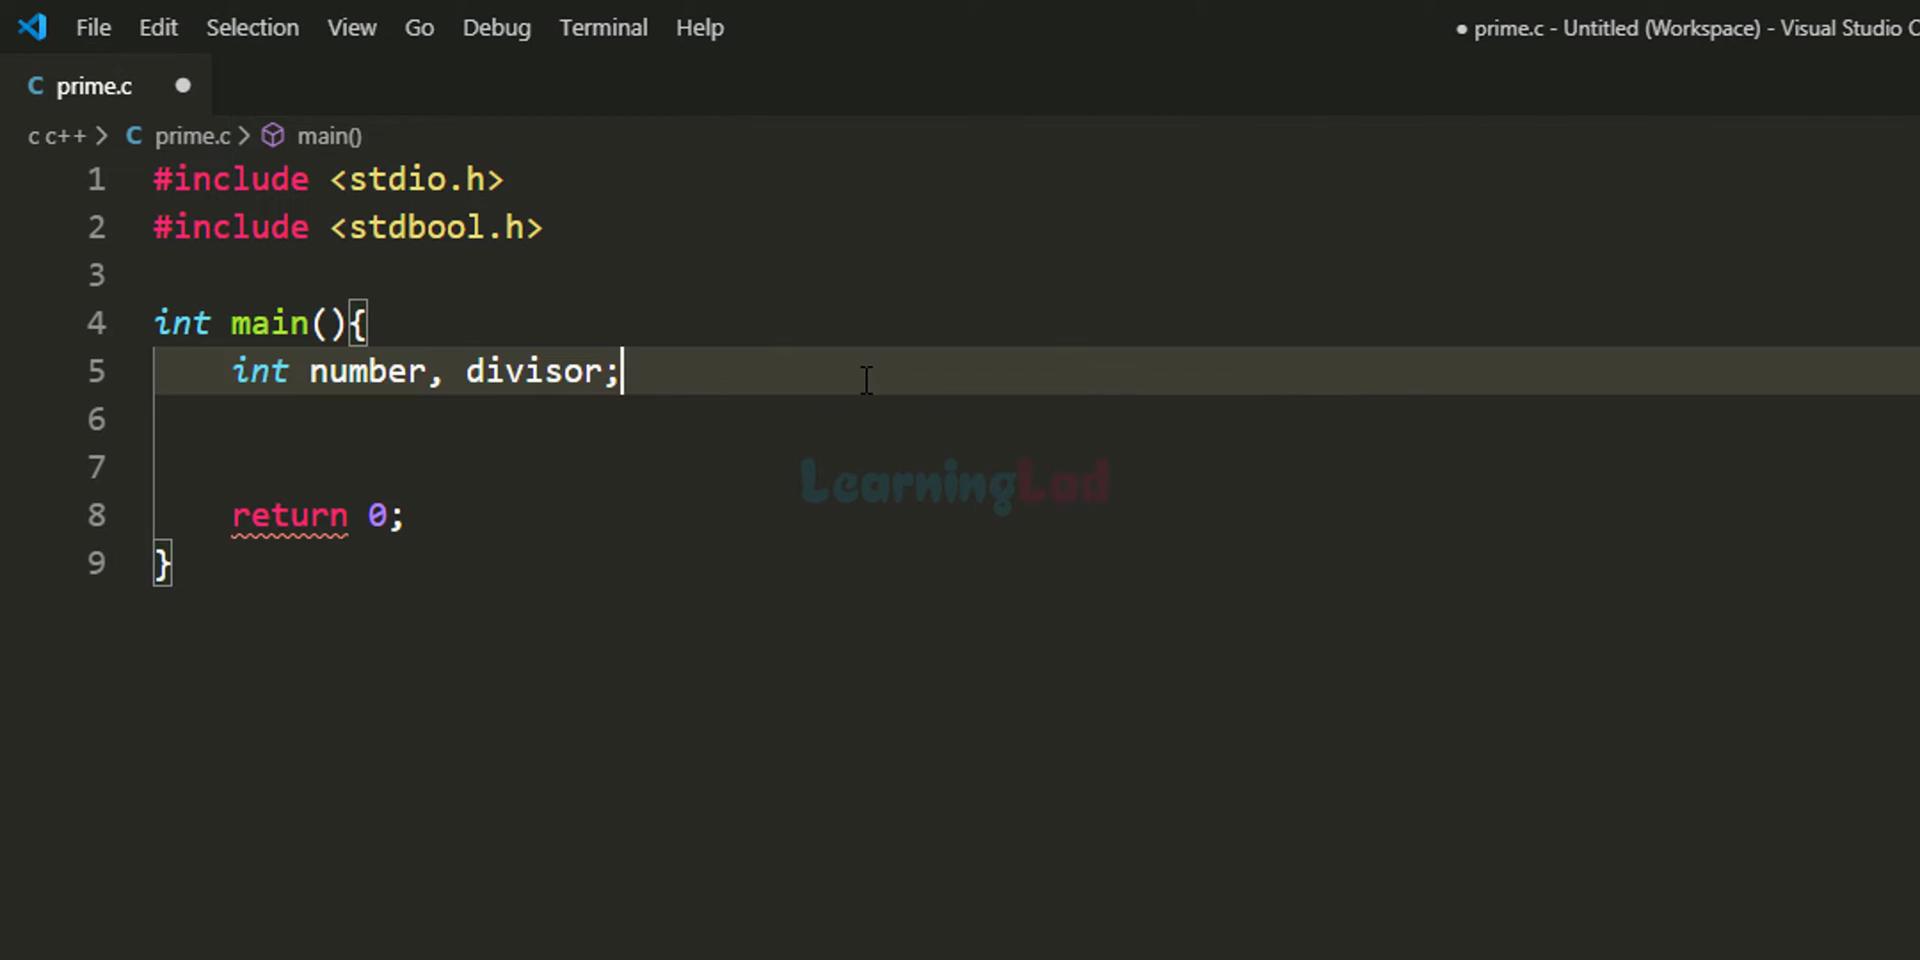 File Edit Selection View Go Debug Terminal Help ● prime.c - Untitled (Workspace) - Visual Studio C
C prime.c ●
c c++ > C prime.c > main()
1 #include <stdio.h>
2 #include <stdbool.h>
3
4 int main(){
5 int number, divisor;
6
7
LearningLad
8 return 0;
9 }